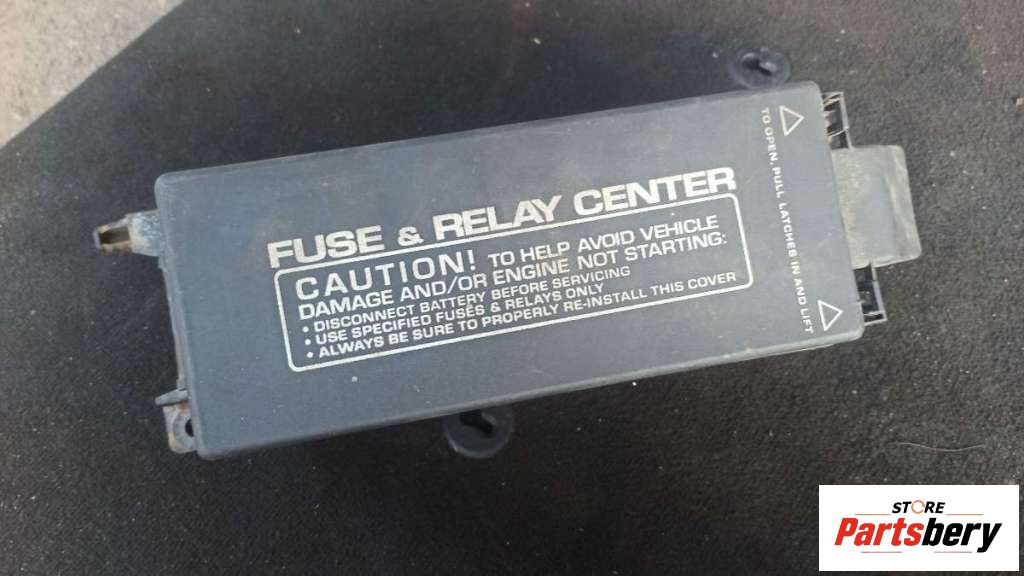 FUSE & RELAY CENTER
CAUTION! TO HELP AVOID VEHICLE
DAMAGE AND/OR ENGINE NOT STARTING:
• DISCONNECT BATTERY BEFORE SERVICING
• USE SPECIFIED FUSES & RELAYS ONLY
• ALWAYS BE SURE TO PROPERLY RE-INSTALL THIS COVER
TO OPEN, PULL LATCHES IN AND LIFT
STORE
Partsbery